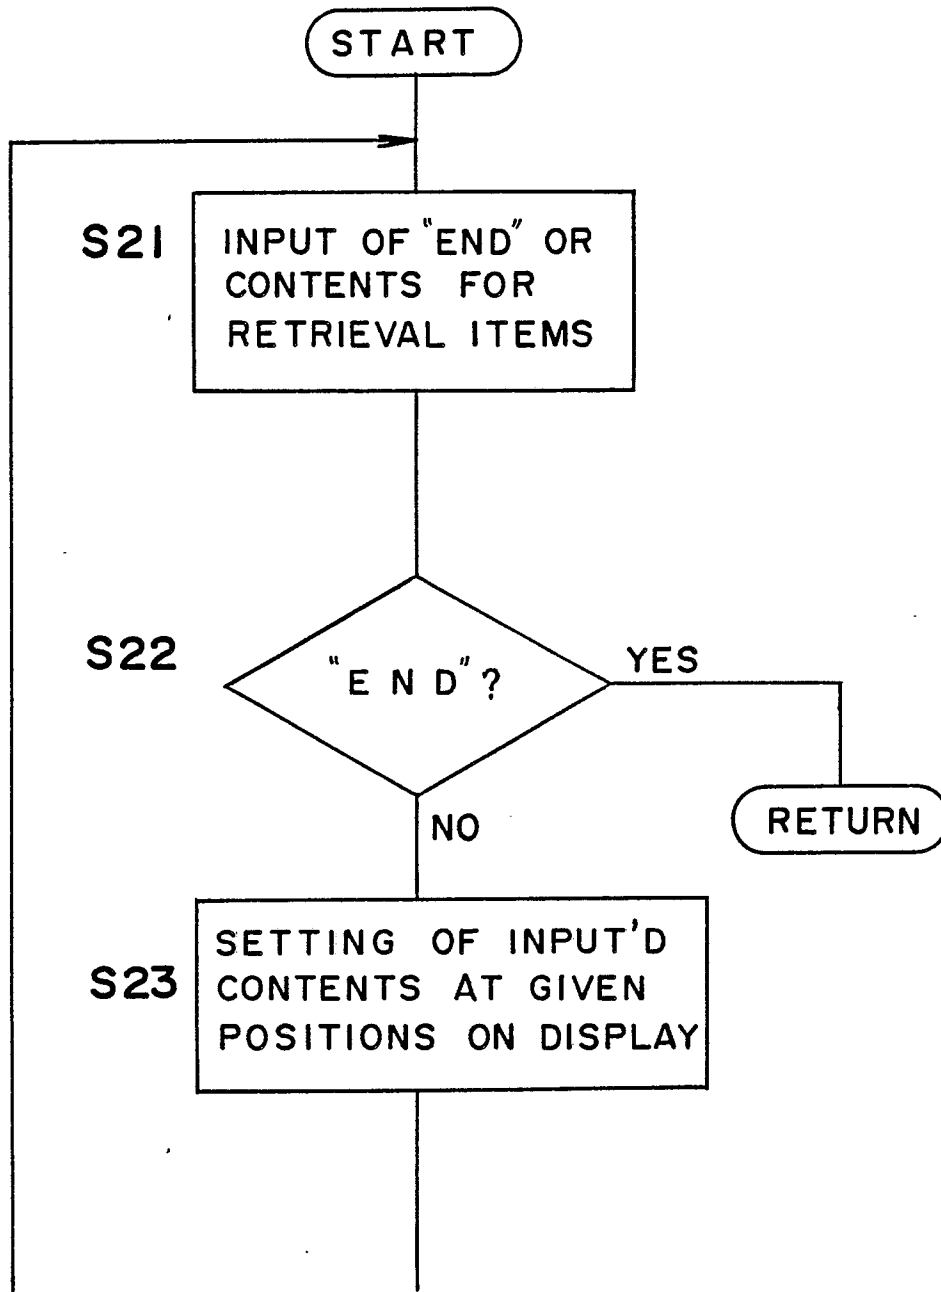 START
S21
INPUT OF "END" OR
CONTENTS FOR
RETRIEVAL ITEMS
S22
"END"?
YES
RETURN
NO
S23
SETTING OF INPUT'D
CONTENTS AT GIVEN
POSITIONS ON DISPLAY